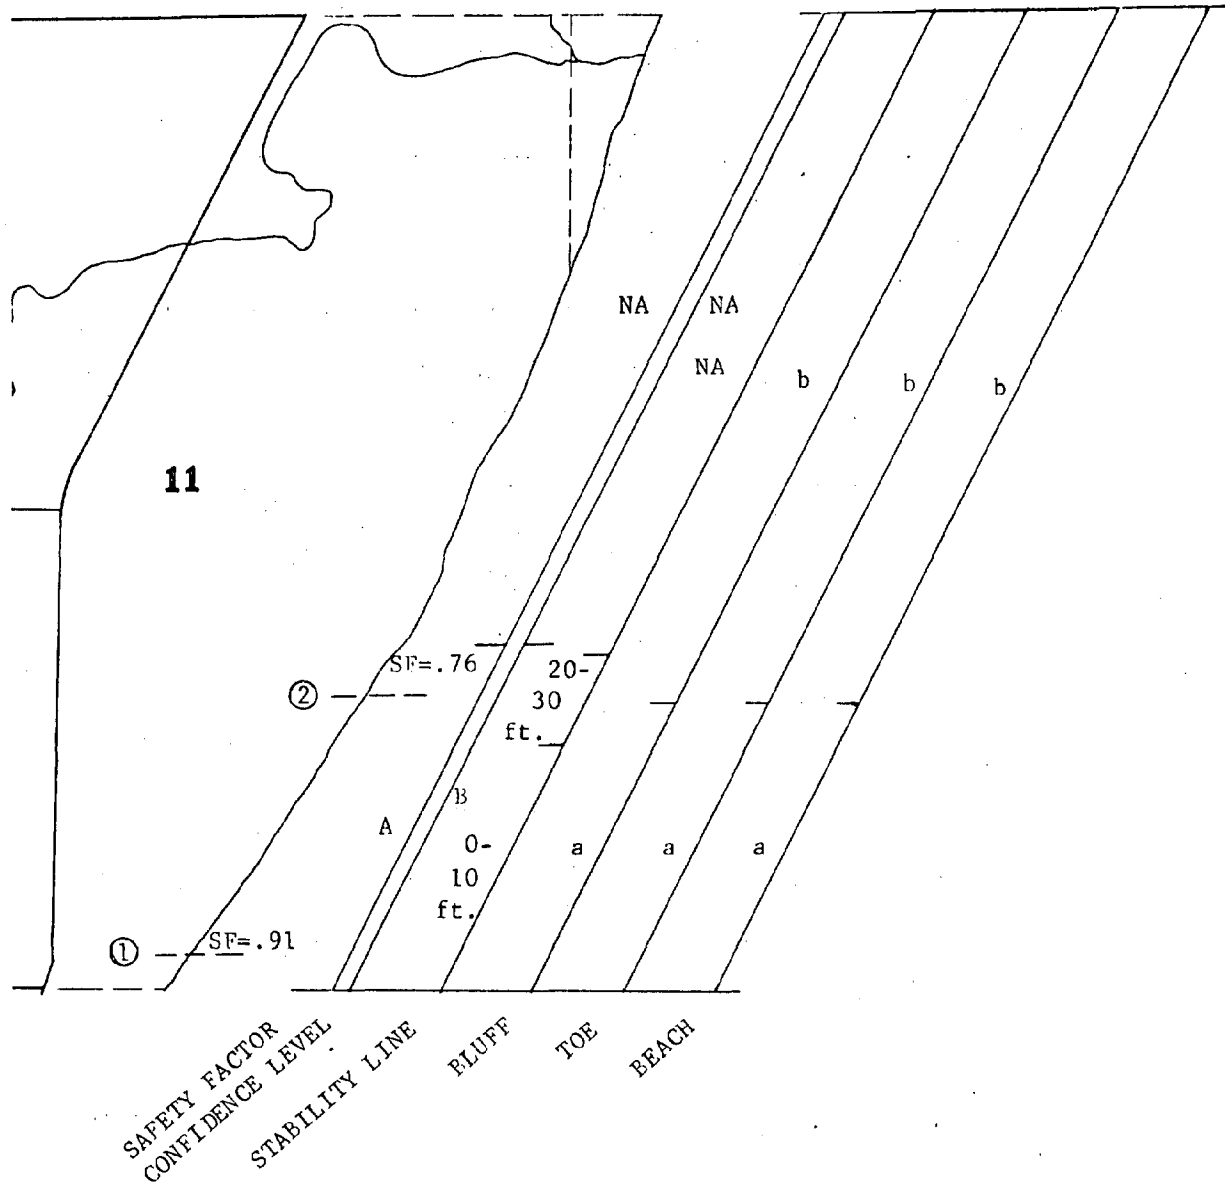 NA NA
NA
b b b
11
SF=.76
20-
30
ft.
②
B
A
0-
10
ft.
a a a
SF=.91
①
SAFETY FACTOR
CONFIDENCE LEVEL
STABILITY LINE
BLUFF
TOE
BEACH